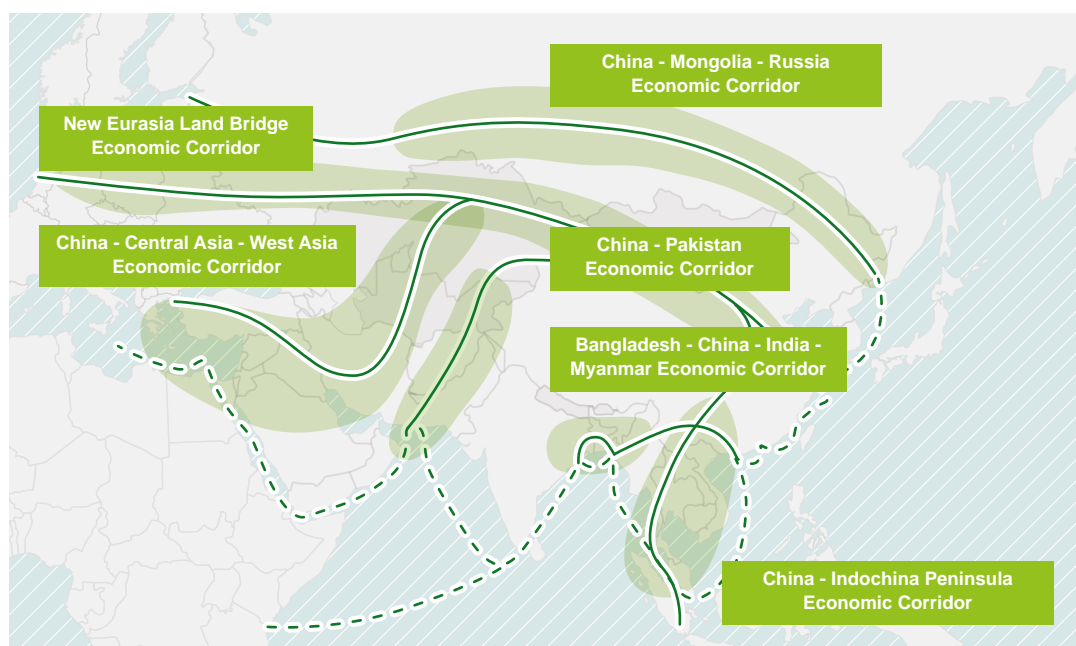 China - Mongolia - Russia
Economic Corridor
New Eurasia Land Bridge
Economic Corridor
China - Central Asia - West Asia
Economic Corridor
China - Pakistan
Economic Corridor
Bangladesh - China - India -
Myanmar Economic Corridor
China - Indochina Peninsula
Economic Corridor